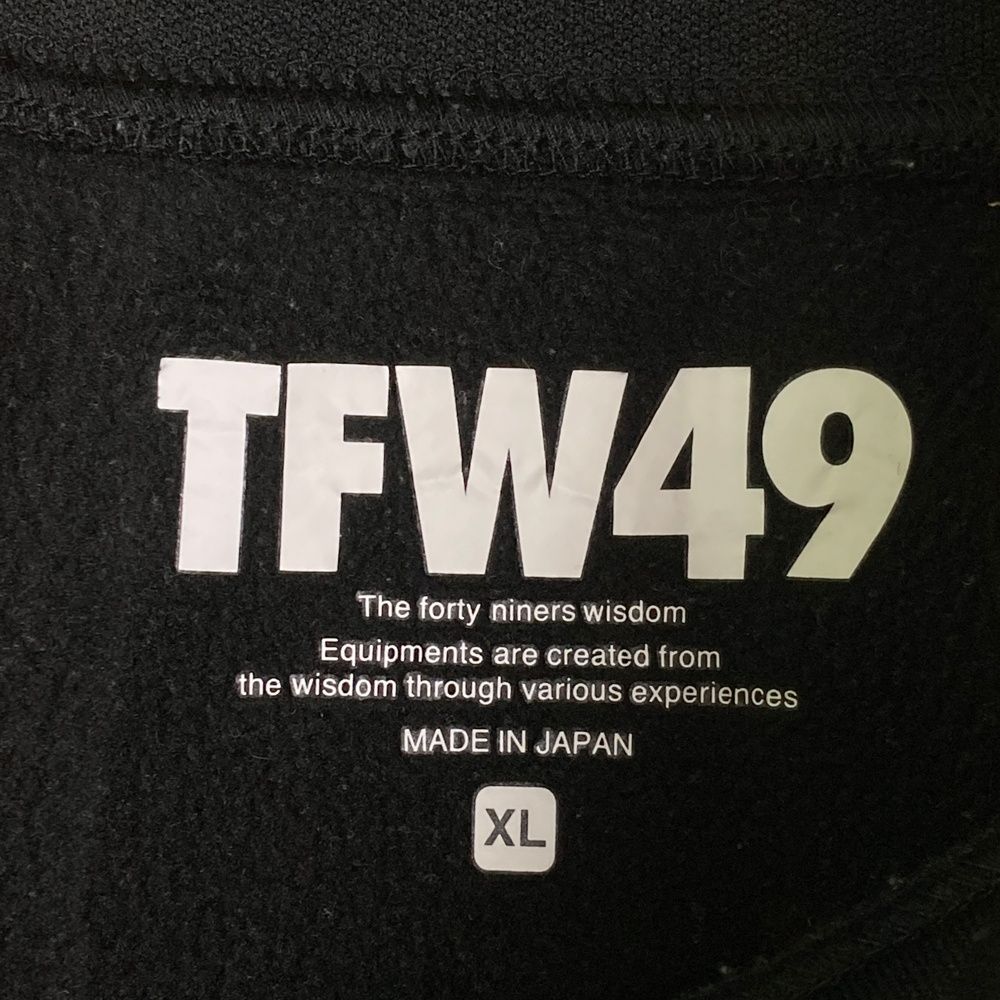 TFW49
The forty niners wisdom
Equipments are created from
the wisdom through various experiences
MADE IN JAPAN
XL